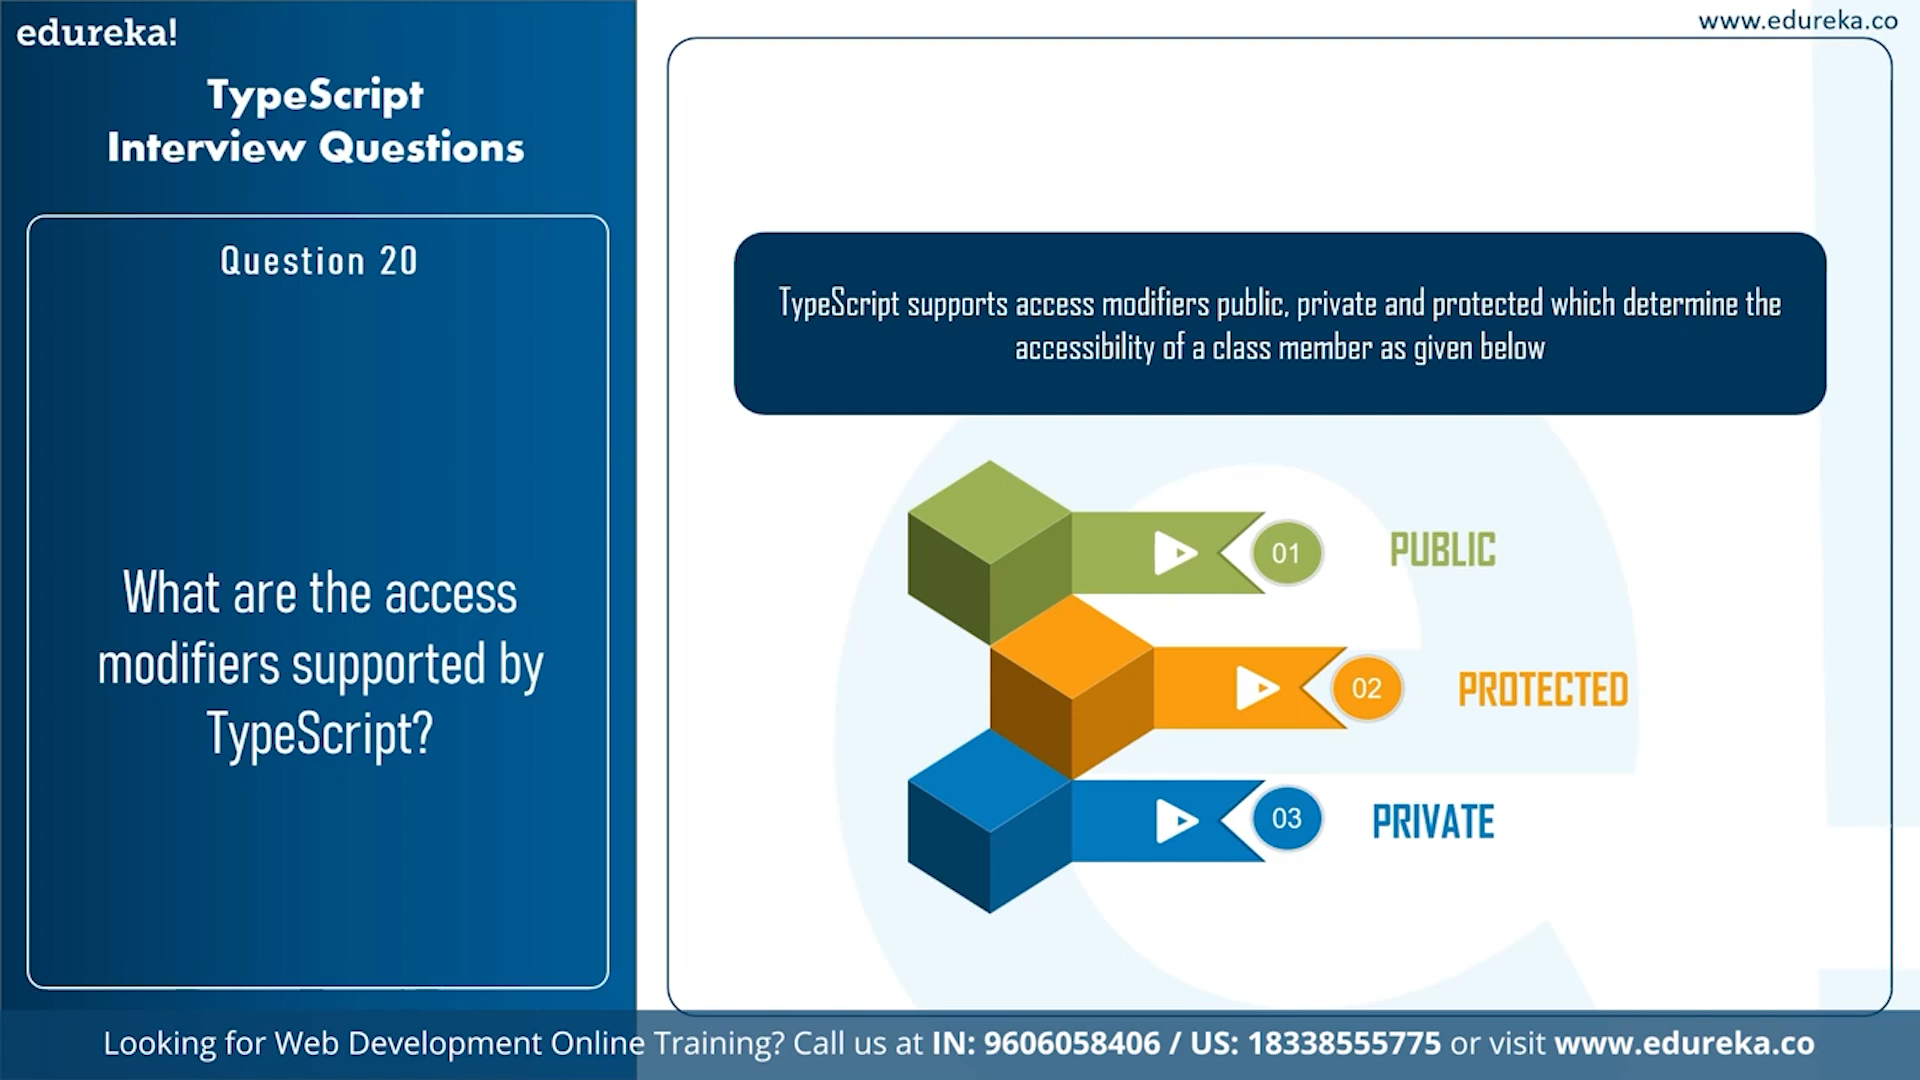 edureka!
www.edureka.co
TypeScript
Interview Questions
Question 20
What are the access
modifiers supported by
TypeScript?
TypeScript supports access modifiers public, private and protected which determine the
accessibility of a class member as given below
01
PUBLIC
02
PROTECTED
03
PRIVATE
Looking for Web Development Online Training? Call us at IN: 9606058406 / US: 18338555775 or visit www.edureka.co